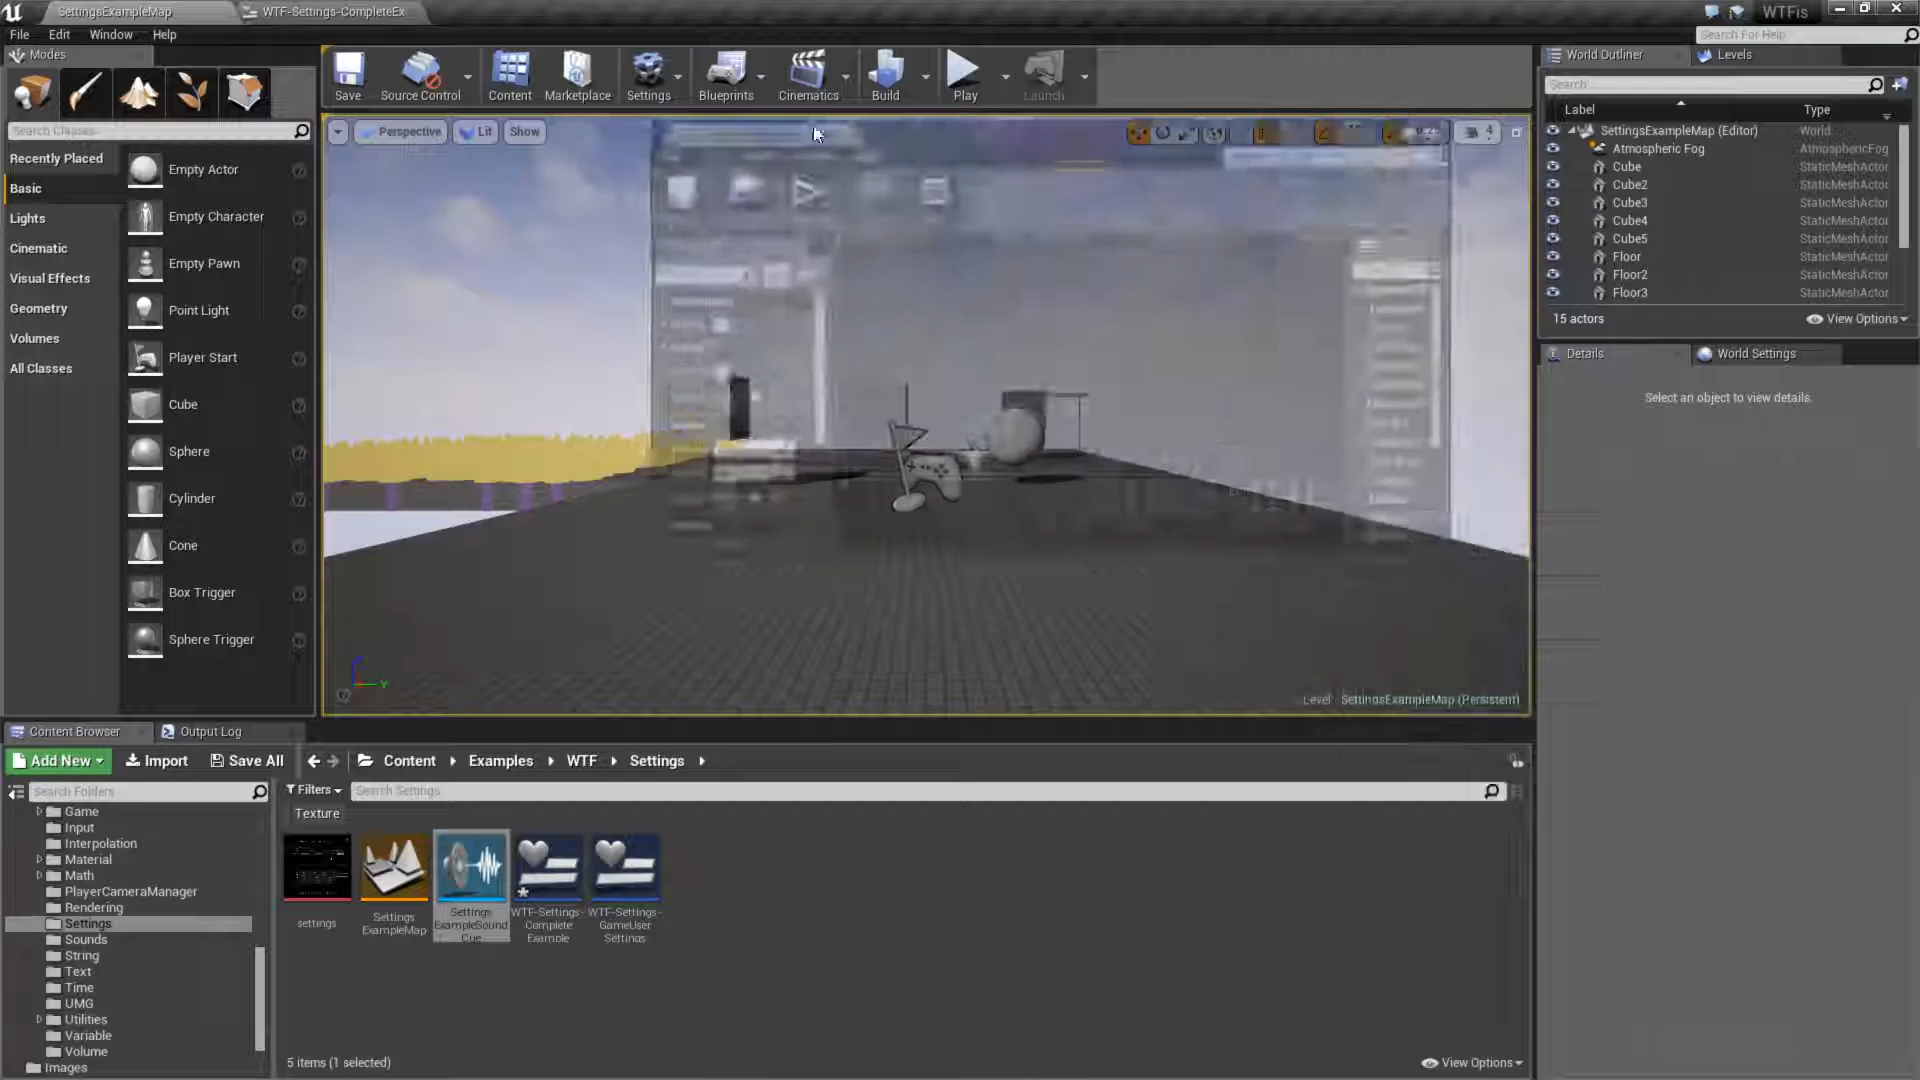 SettingsExampleMap
WTF-Settings-CompleteEx
WTFis
File Edit Window Help
Search For Help
Modes
Save
Source Control
Content
Marketplace
Settings
Blueprints
Cinematics
Build
Play
Launch
World Outliner
Levels
Search
Label
Type
SettingsExampleMap (Editor) World
Atmospheric Fog AtmosphericFog
Cube StaticMeshActor
Cube2 StaticMeshActor
Cube3 StaticMeshActor
Cube4 StaticMeshActor
Cube5 StaticMeshActor
Floor StaticMeshActor
Floor2 StaticMeshActor
Floor3 StaticMeshActor
15 actors
View Options
Details
World Settings
Select an object to view details.
Search Classes
Recently Placed
Basic
Lights
Cinematic
Visual Effects
Geometry
Volumes
All Classes
Empty Actor
Empty Character
Empty Pawn
Point Light
Player Start
Cube
Sphere
Cylinder
Cone
Box Trigger
Sphere Trigger
Perspective
Lit
Show
4
Y
Level: SettingsExampleMap (Persistent)
Content Browser
Output Log
Add New
Import
Save All
Content
Examples
WTF
Settings
Search Folders
Filters
Search Settings
Texture
Game
Input
Interpolation
Material
Math
PlayerCameraManager
Rendering
Settings
Sounds
String
Text
Time
UMG
Utilities
Variable
Volume
Images
settings
Settings
ExampleMap
Settings
ExampleSound
Cue
WTF-Settings-
Complete
Example
WTF-Settings-
GameUser
Settings
5 items (1 selected)
View Options